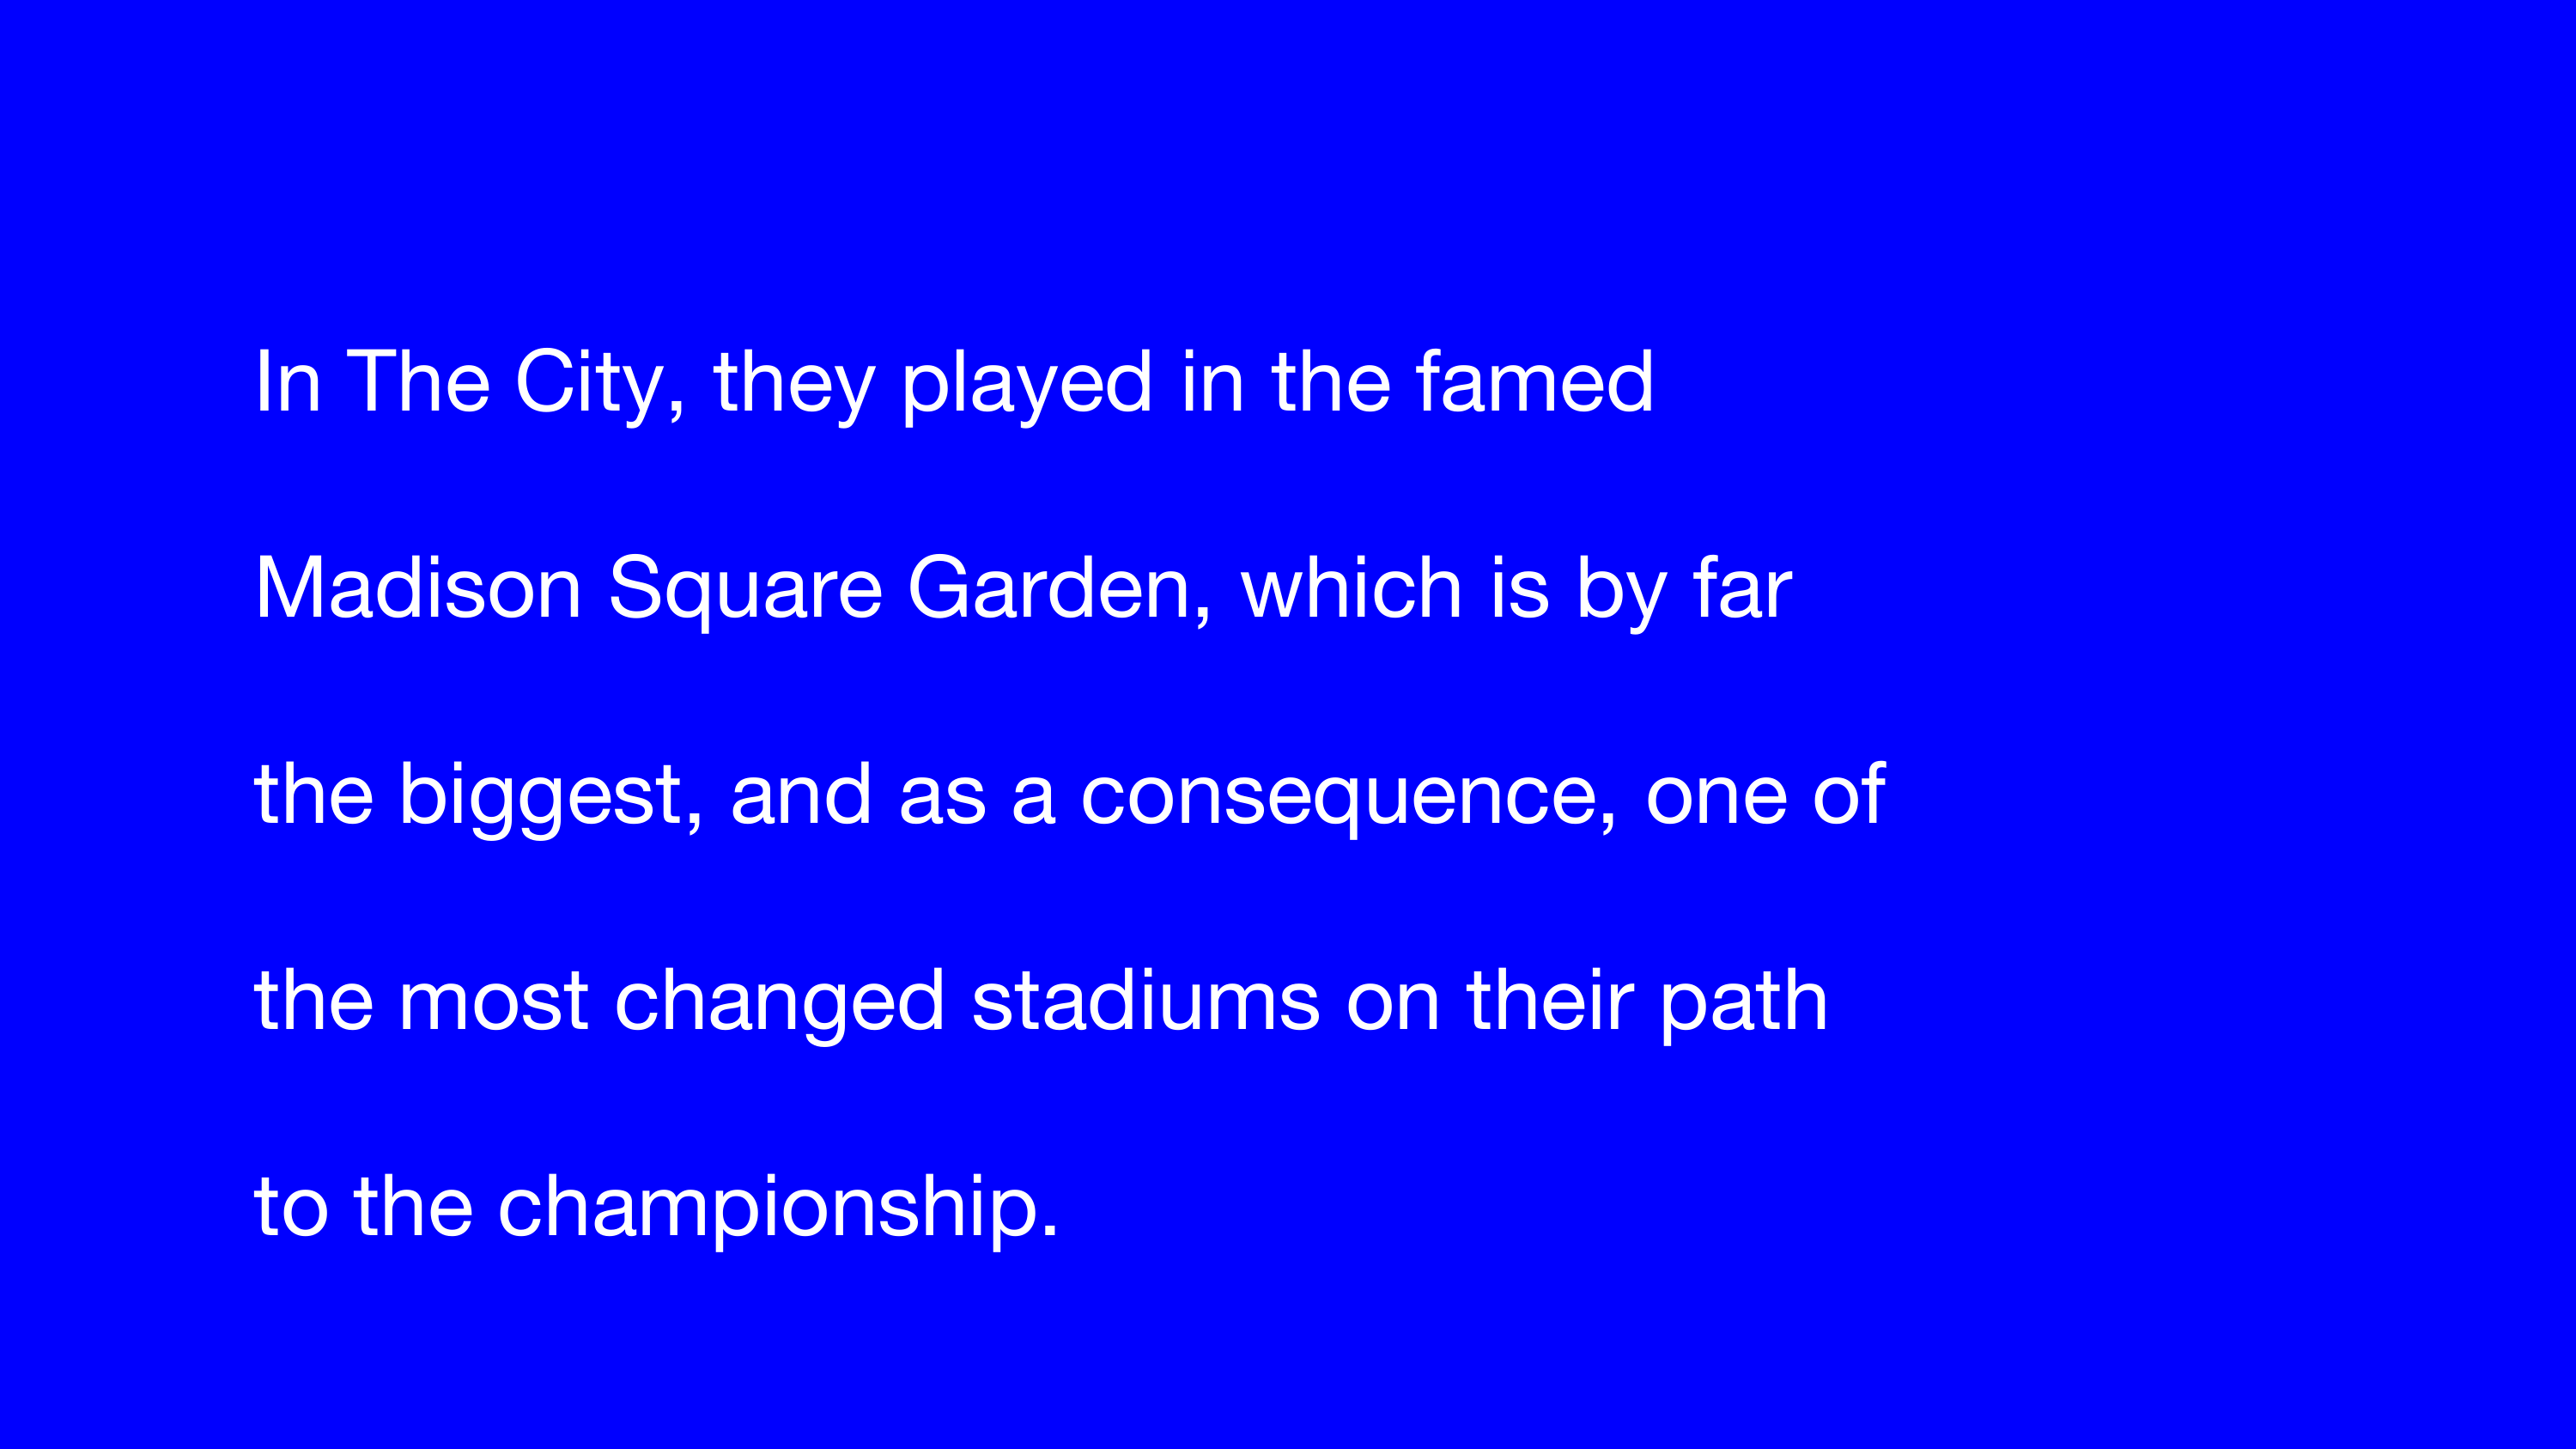 In The City, they played in the famed
Madison Square Garden, which is by far
the biggest, and as a consequence, one of
the most changed stadiums on their path
to the championship.